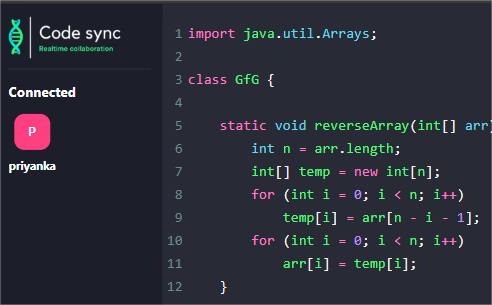 Code sync
Realtime collaboration
Connected
P
priyanka
1 import java.util.Arrays;
2
3 class GfG {
4
5     static void reverseArray(int[] arr)
6         int n = arr.length;
7         int[] temp = new int[n];
8         for (int i = 0; i < n; i++)
9             temp[i] = arr[n - i - 1];
10         for (int i = 0; i < n; i++)
11             arr[i] = temp[i];
12     }